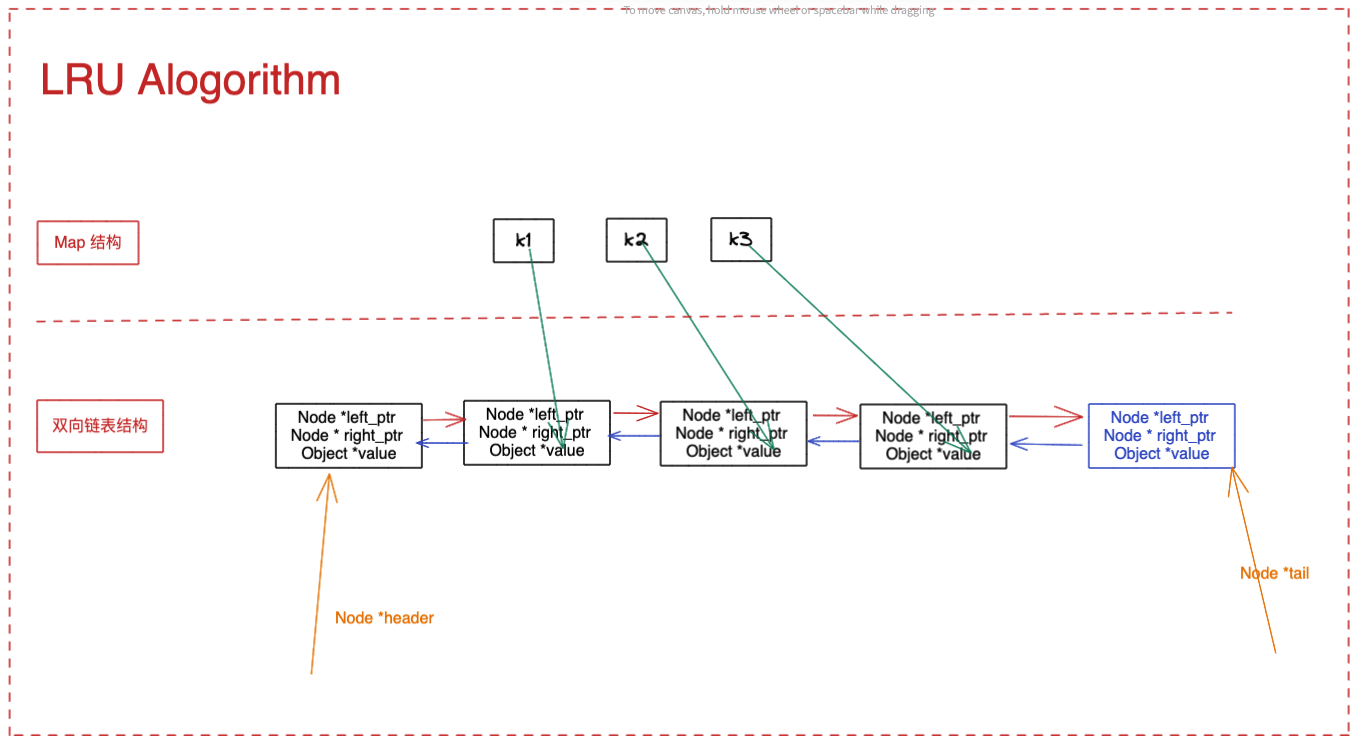 To move canvas, hold mouse wheel or spacebar while dragging
LRU Alogorithm
Map 结构
k1
k2
k3
双向链表结构
Node *left_ptr
Node * right_ptr
Object *value
Node *left_ptr
Node * right_ptr
Object *value
Node *left_ptr
Node * right_ptr
Object *value
Node *left_ptr
Node * right_ptr
Object *value
Node *left_ptr
Node * right_ptr
Object *value
Node *tail
Node *header